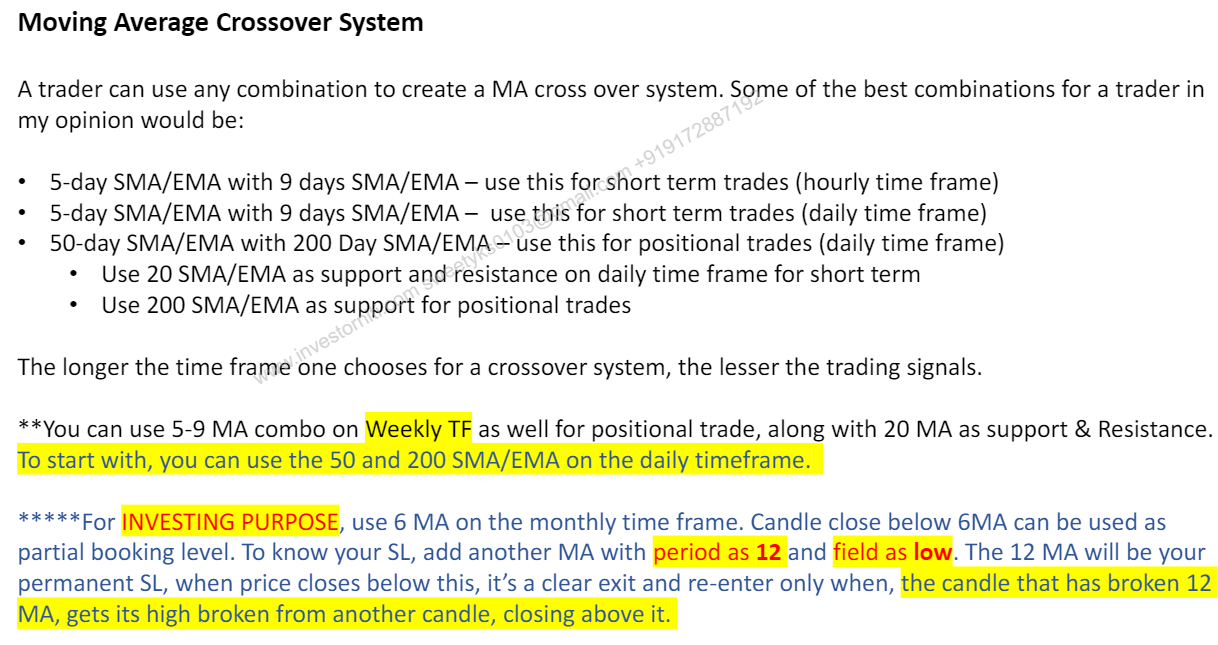 Moving Average Crossover System
A trader can use any combination to create a MA cross over system. Some of the best combinations for a trader in
my opinion would be:
• 5-day SMA/EMA with 9 days SMA/EMA – use this for short term trades (hourly time frame)
• 5-day SMA/EMA with 9 days SMA/EMA – use this for short term trades (daily time frame)
• 50-day SMA/EMA with 200 Day SMA/EMA – use this for positional trades (daily time frame)
• Use 20 SMA/EMA as support and resistance on daily time frame for short term
• Use 200 SMA/EMA as support for positional trades
The longer the time frame one chooses for a crossover system, the lesser the trading signals.
**You can use 5-9 MA combo on Weekly TF as well for positional trade, along with 20 MA as support & Resistance.
To start with, you can use the 50 and 200 SMA/EMA on the daily timeframe.
*****For INVESTING PURPOSE, use 6 MA on the monthly time frame. Candle close below 6MA can be used as
partial booking level. To know your SL, add another MA with period as 12 and field as low. The 12 MA will be your
permanent SL, when price closes below this, it’s a clear exit and re-enter only when, the candle that has broken 12
MA, gets its high broken from another candle, closing above it.
+919172887192